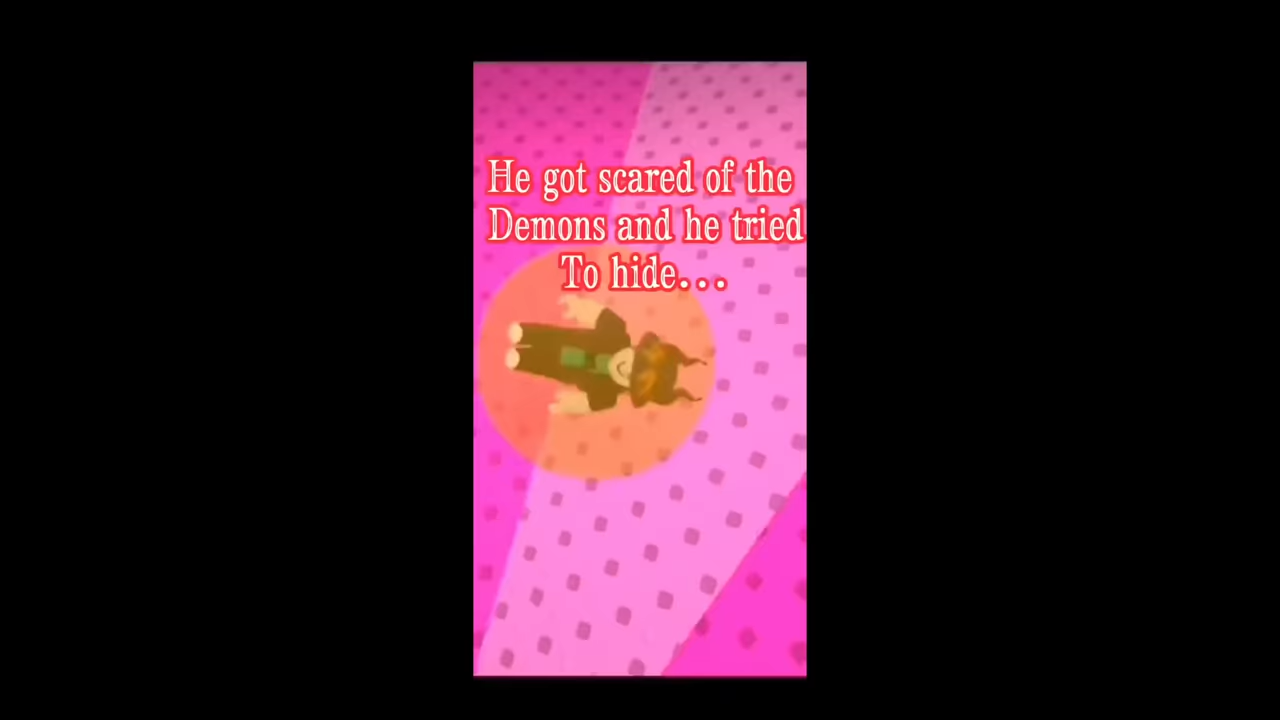 He got scared of the
Demons and he tried
To hide...